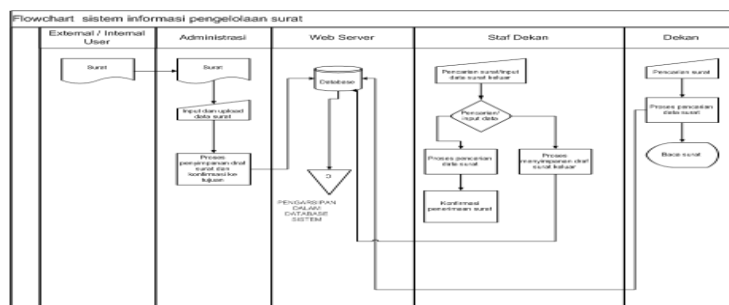 Flowchart sistem informasi pengelolaan surat
External / Internal
User
Administrasi
Web Server
Staf Dekan
Dekan
Surat
Surat
Input dan upload
data surat
Proses
penyimpanan draf
surat dan
konfirmasi ke
tujuan
Database
PENGARSIPAN
DALAM
DATABASE
SISTEM
Pencarian surat/input
data surat keluar
Pencarian/
input data
Proses pencarian
data surat
Konfirmasi
penerimaan surat
Proses
menyimpanan draf
surat keluar
Pencarian surat
Proses pencarian
data surat
Baca surat